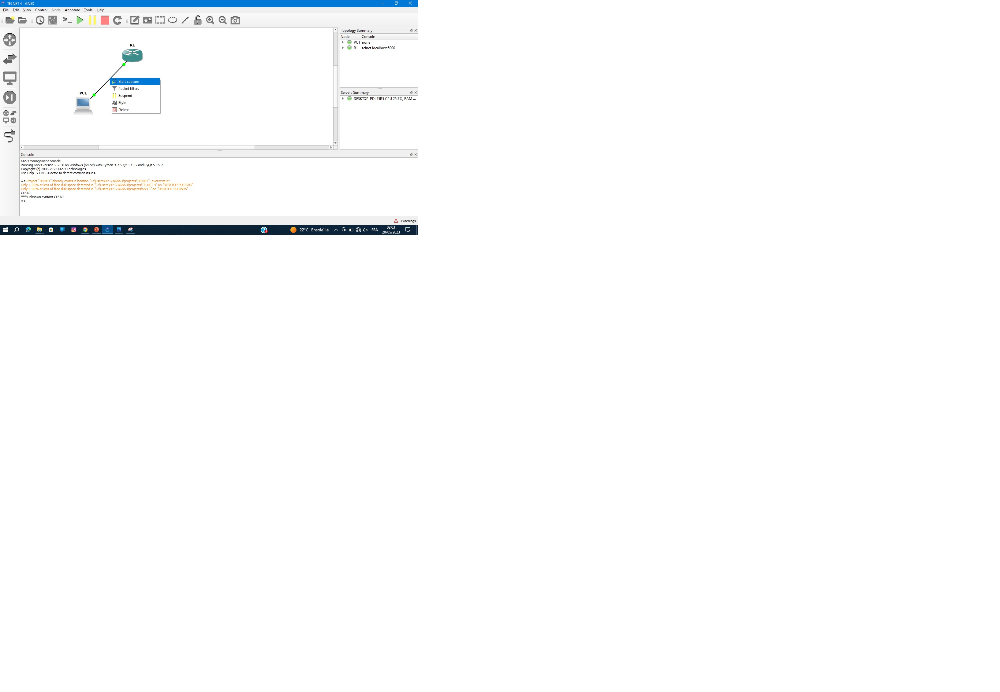 TELNET 4 - GNS3
File Edit View Control Node Annotate Tools Help
R1
PC1
Start capture
Packet filters
Suspend
Style
Delete
Topology Summary
Node Console
PC1 none
R1 telnet localhost:5000
Servers Summary
DESKTOP-PDL55R5 CPU 25.7%, RAM ...
Console
GNS3 management console.
Running GNS3 version 2.2.38 on Windows (64-bit) with Python 3.7.5 Qt 5.15.2 and PyQt 5.15.7.
Copyright (c) 2006-2023 GNS3 Technologies.
Use Help -> GNS3 Doctor to detect common issues.
=> Project "TELNET" already exists in location "C:\Users\HP G3\GNS3\projects\TELNET", overwrite it?
Only 1.00% or less of free disk space detected in "C:\Users\HP G3\GNS3\projects\TELNET 4" on "DESKTOP-PDL55R5"
Only 0.90% or less of free disk space detected in "C:\Users\HP G3\GNS3\projects\SSH 1" on "DESKTOP-PDL55R5"
CLEAR
*** Unknown syntax: CLEAR
=>
3 warnings
22°C Ensoleillé
FRA
02:03
20/05/2023